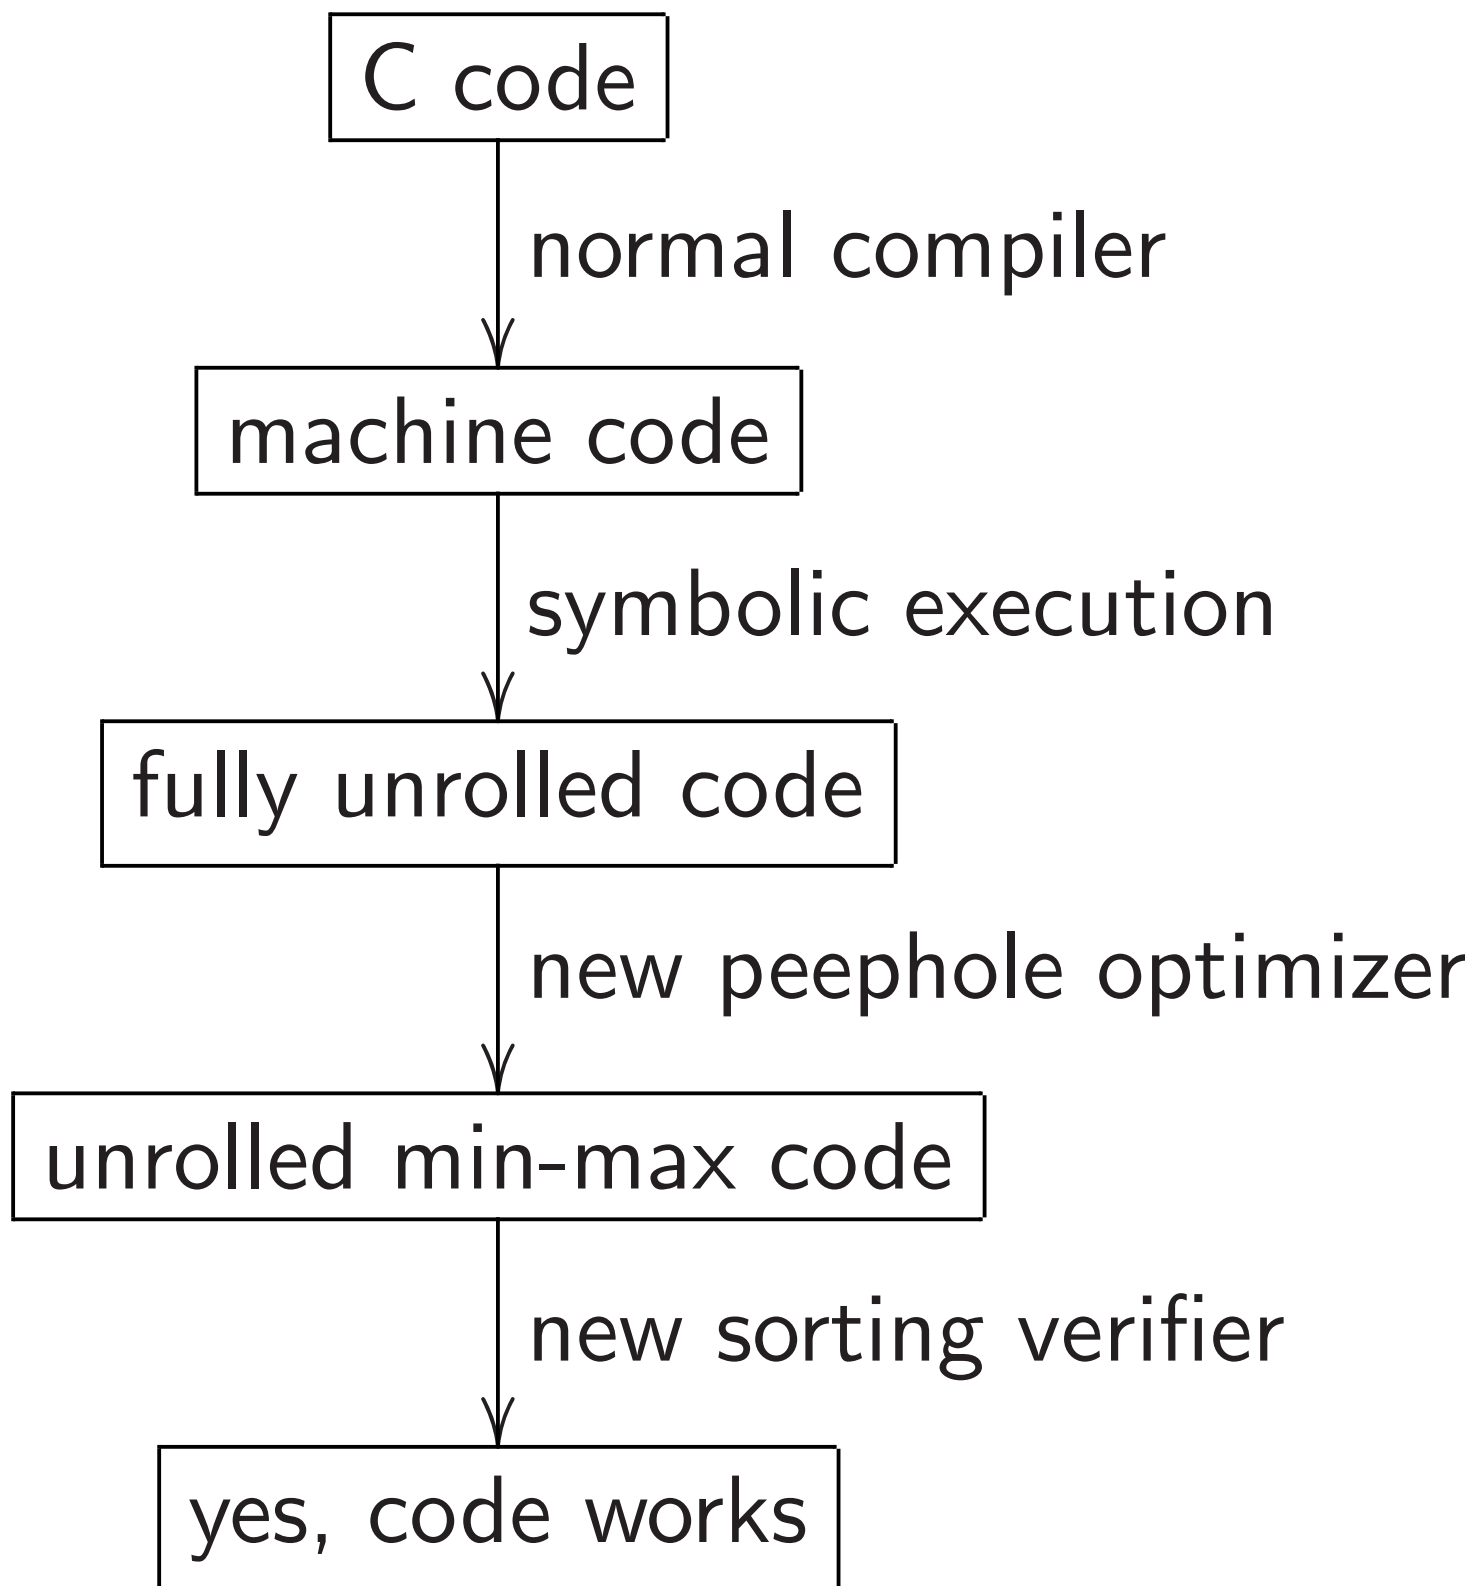 C code
normal compiler
machine code
symbolic execution
fully unrolled code
new peephole optimizer
unrolled min-max code
new sorting verifier
yes, code works